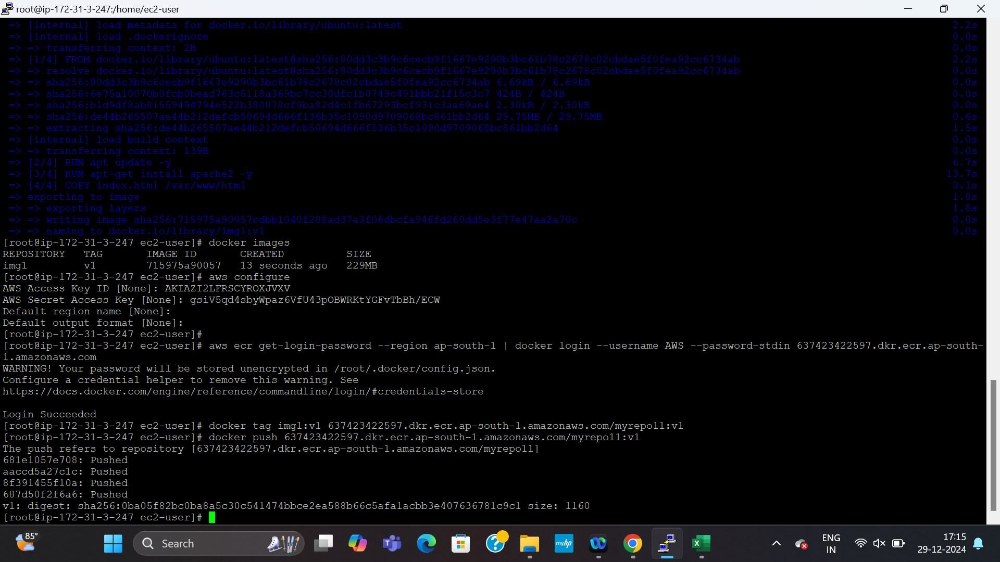 root@ip-172-31-3-247:/home/ec2-user
=> [internal] load metadata for docker.io/library/ubuntu:latest 2.2s
=> [internal] load .dockerignore 0.0s
=> => transferring context: 2B 0.0s
=> [1/4] FROM docker.io/library/ubuntu:latest@sha256:80dd3c3b9c6cecb9f1667e9290b3bc61b78c2678c02cbdae5f0fea92cc6734ab 2.2s
=> => resolve docker.io/library/ubuntu:latest@sha256:80dd3c3b9c6cecb9f1667e9290b3bc61b78c2678c02cbdae5f0fea92cc6734ab 0.0s
=> => sha256:80dd3c3b9c6cecb9f1667e9290b3bc61b78c2678c02cbdae5f0fea92cc6734ab 6.69kB / 6.69kB 0.0s
=> => sha256:6e75a10070b0fcb0bead763c5118a369bc7cc30dfc1b0749c491bbb21f15c3c7 424B / 424B 0.0s
=> => sha256:b1d9df8ab81559494794e522b380878cf9ba82d4c1fb67293bcf931c3aa69ae4 2.30kB / 2.30kB 0.0s
=> => sha256:de44b265507ae44b212defcb50694d666f136b35c1090d9709068bc861bb2d64 29.75MB / 29.75MB 0.6s
=> => extracting sha256:de44b265507ae44b212defcb50694d666f136b35c1090d9709068bc861bb2d64 1.5s
=> [internal] load build context 0.0s
=> => transferring context: 139B 0.0s
=> [2/4] RUN apt update -y 6.7s
=> [3/4] RUN apt-get install apache2 -y 13.7s
=> [4/4] COPY index.html /var/www/html 0.1s
=> exporting to image 1.8s
=> => exporting layers 1.8s
=> => writing image sha256:715975a90057cdbb1040f288ad37a3f06dbcfa946fd260dd5e3f77e47aa2a70c 0.0s
=> => naming to docker.io/library/img1:v1 0.0s
[root@ip-172-31-3-247 ec2-user]# docker images
REPOSITORY TAG IMAGE ID CREATED SIZE
img1 v1 715975a90057 13 seconds ago 229MB
[root@ip-172-31-3-247 ec2-user]# aws configure
AWS Access Key ID [None]: AKIAZI2LFRSCYROXJVXV
AWS Secret Access Key [None]: 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
Default region name [None]:
Default output format [None]:
[root@ip-172-31-3-247 ec2-user]#
[root@ip-172-31-3-247 ec2-user]# aws ecr get-login-password --region ap-south-1 | docker login --username AWS --password-stdin 637423422597.dkr.ecr.ap-south-
1.amazonaws.com
WARNING! Your password will be stored unencrypted in /root/.docker/config.json.
Configure a credential helper to remove this warning. See
https://docs.docker.com/engine/reference/commandline/login/#credentials-store
Login Succeeded
[root@ip-172-31-3-247 ec2-user]# docker tag img1:v1 637423422597.dkr.ecr.ap-south-1.amazonaws.com/myrepo11:v1
[root@ip-172-31-3-247 ec2-user]# docker push 637423422597.dkr.ecr.ap-south-1.amazonaws.com/myrepo11:v1
The push refers to repository [637423422597.dkr.ecr.ap-south-1.amazonaws.com/myrepo11]
681e1057e708: Pushed
aaccd5a27c1c: Pushed
8f391455f10a: Pushed
687d50f2f6a6: Pushed
v1: digest: sha256:0ba05f82bc0ba8a5c30c541474bbce2ea588b66c5afa1acbb3e407636781c9c1 size: 1160
[root@ip-172-31-3-247 ec2-user]#
85°
Search
myhp
ENG
IN
17:15
29-12-2024